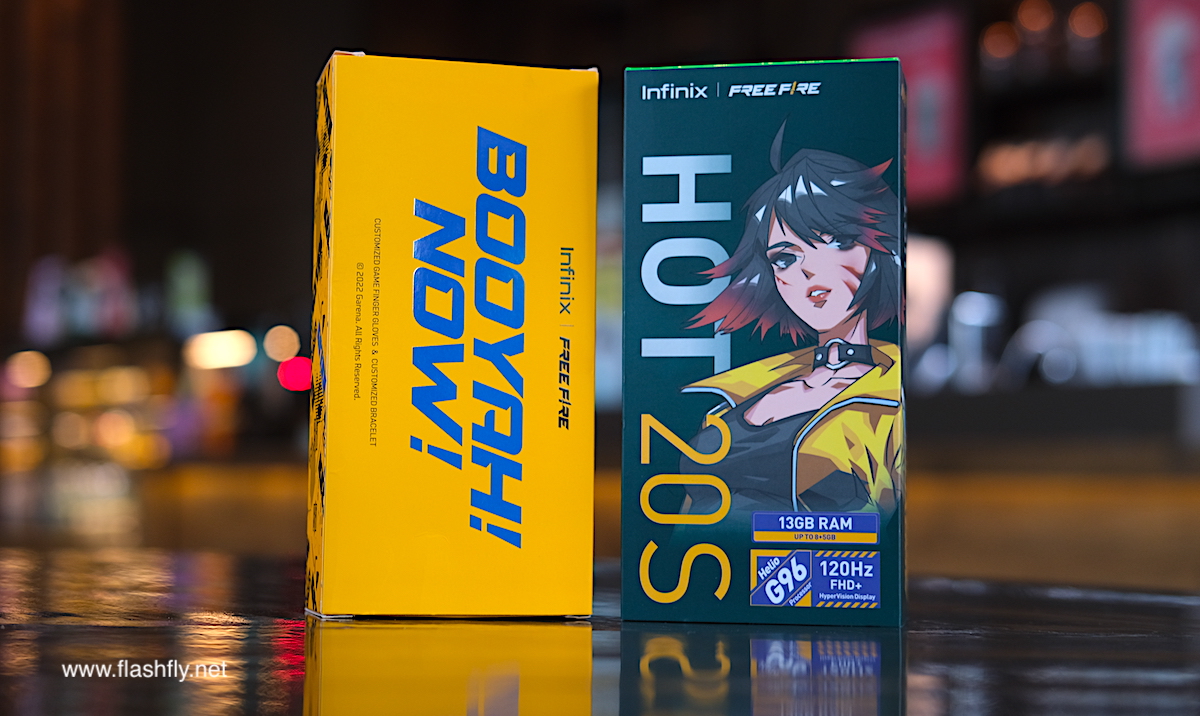 Infinix | FREE FIRE
BOOYAH!
NOW!
CUSTOMIZED GAME FINGER GLOVES & CUSTOMIZED BRACELET
© 2022 Garena. All Rights Reserved.
Infinix | FREE FIRE
HOT 20S
13GB RAM
UP TO 8+5GB
Helio
G96
Processor
120Hz
FHD+
HyperVision Display
www.flashfly.net